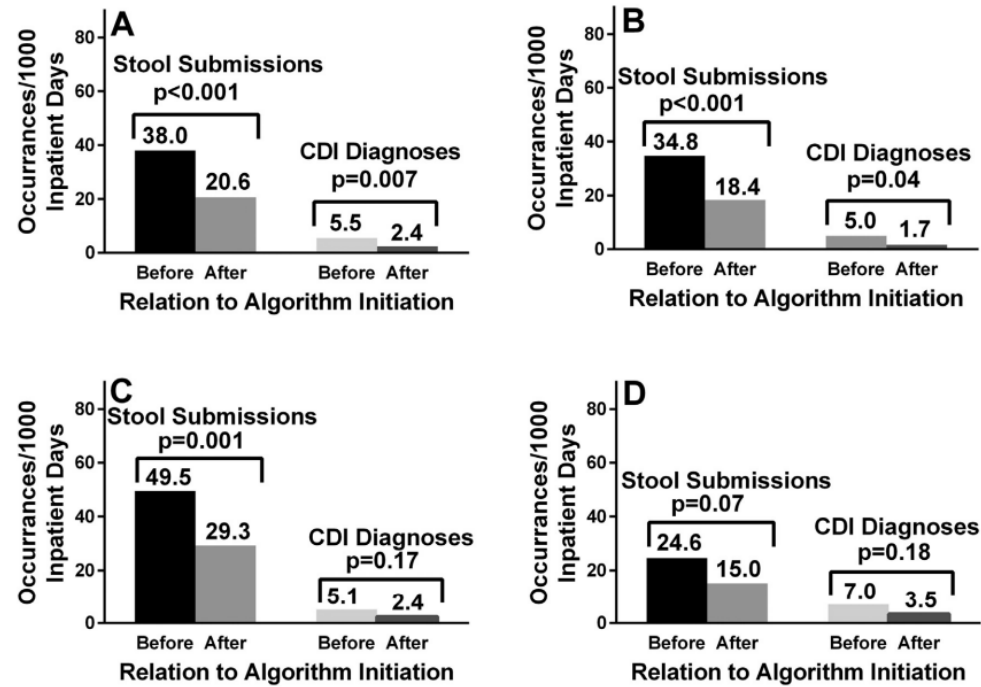 A
Occurrances/1000
Inpatient Days
80
60
40
20
0
Stool Submissions
p<0.001
38.0
20.6
CDI Diagnoses
p=0.007
5.5
2.4
Before After
Before After
Relation to Algorithm Initiation
B
Occurrances/1000
Inpatient Days
80
60
40
20
0
Stool Submissions
p<0.001
34.8
18.4
CDI Diagnoses
p=0.04
5.0
1.7
Before After
Before After
Relation to Algorithm Initiation
C
Occurrances/1000
Inpatient Days
80
60
40
20
0
Stool Submissions
p=0.001
49.5
29.3
CDI Diagnoses
p=0.17
5.1
2.4
Before After
Before After
Relation to Algorithm Initiation
D
Occurrances/1000
Inpatient Days
80
60
40
20
0
Stool Submissions
p=0.07
24.6
15.0
CDI Diagnoses
p=0.18
7.0
3.5
Before After
Before After
Relation to Algorithm Initiation